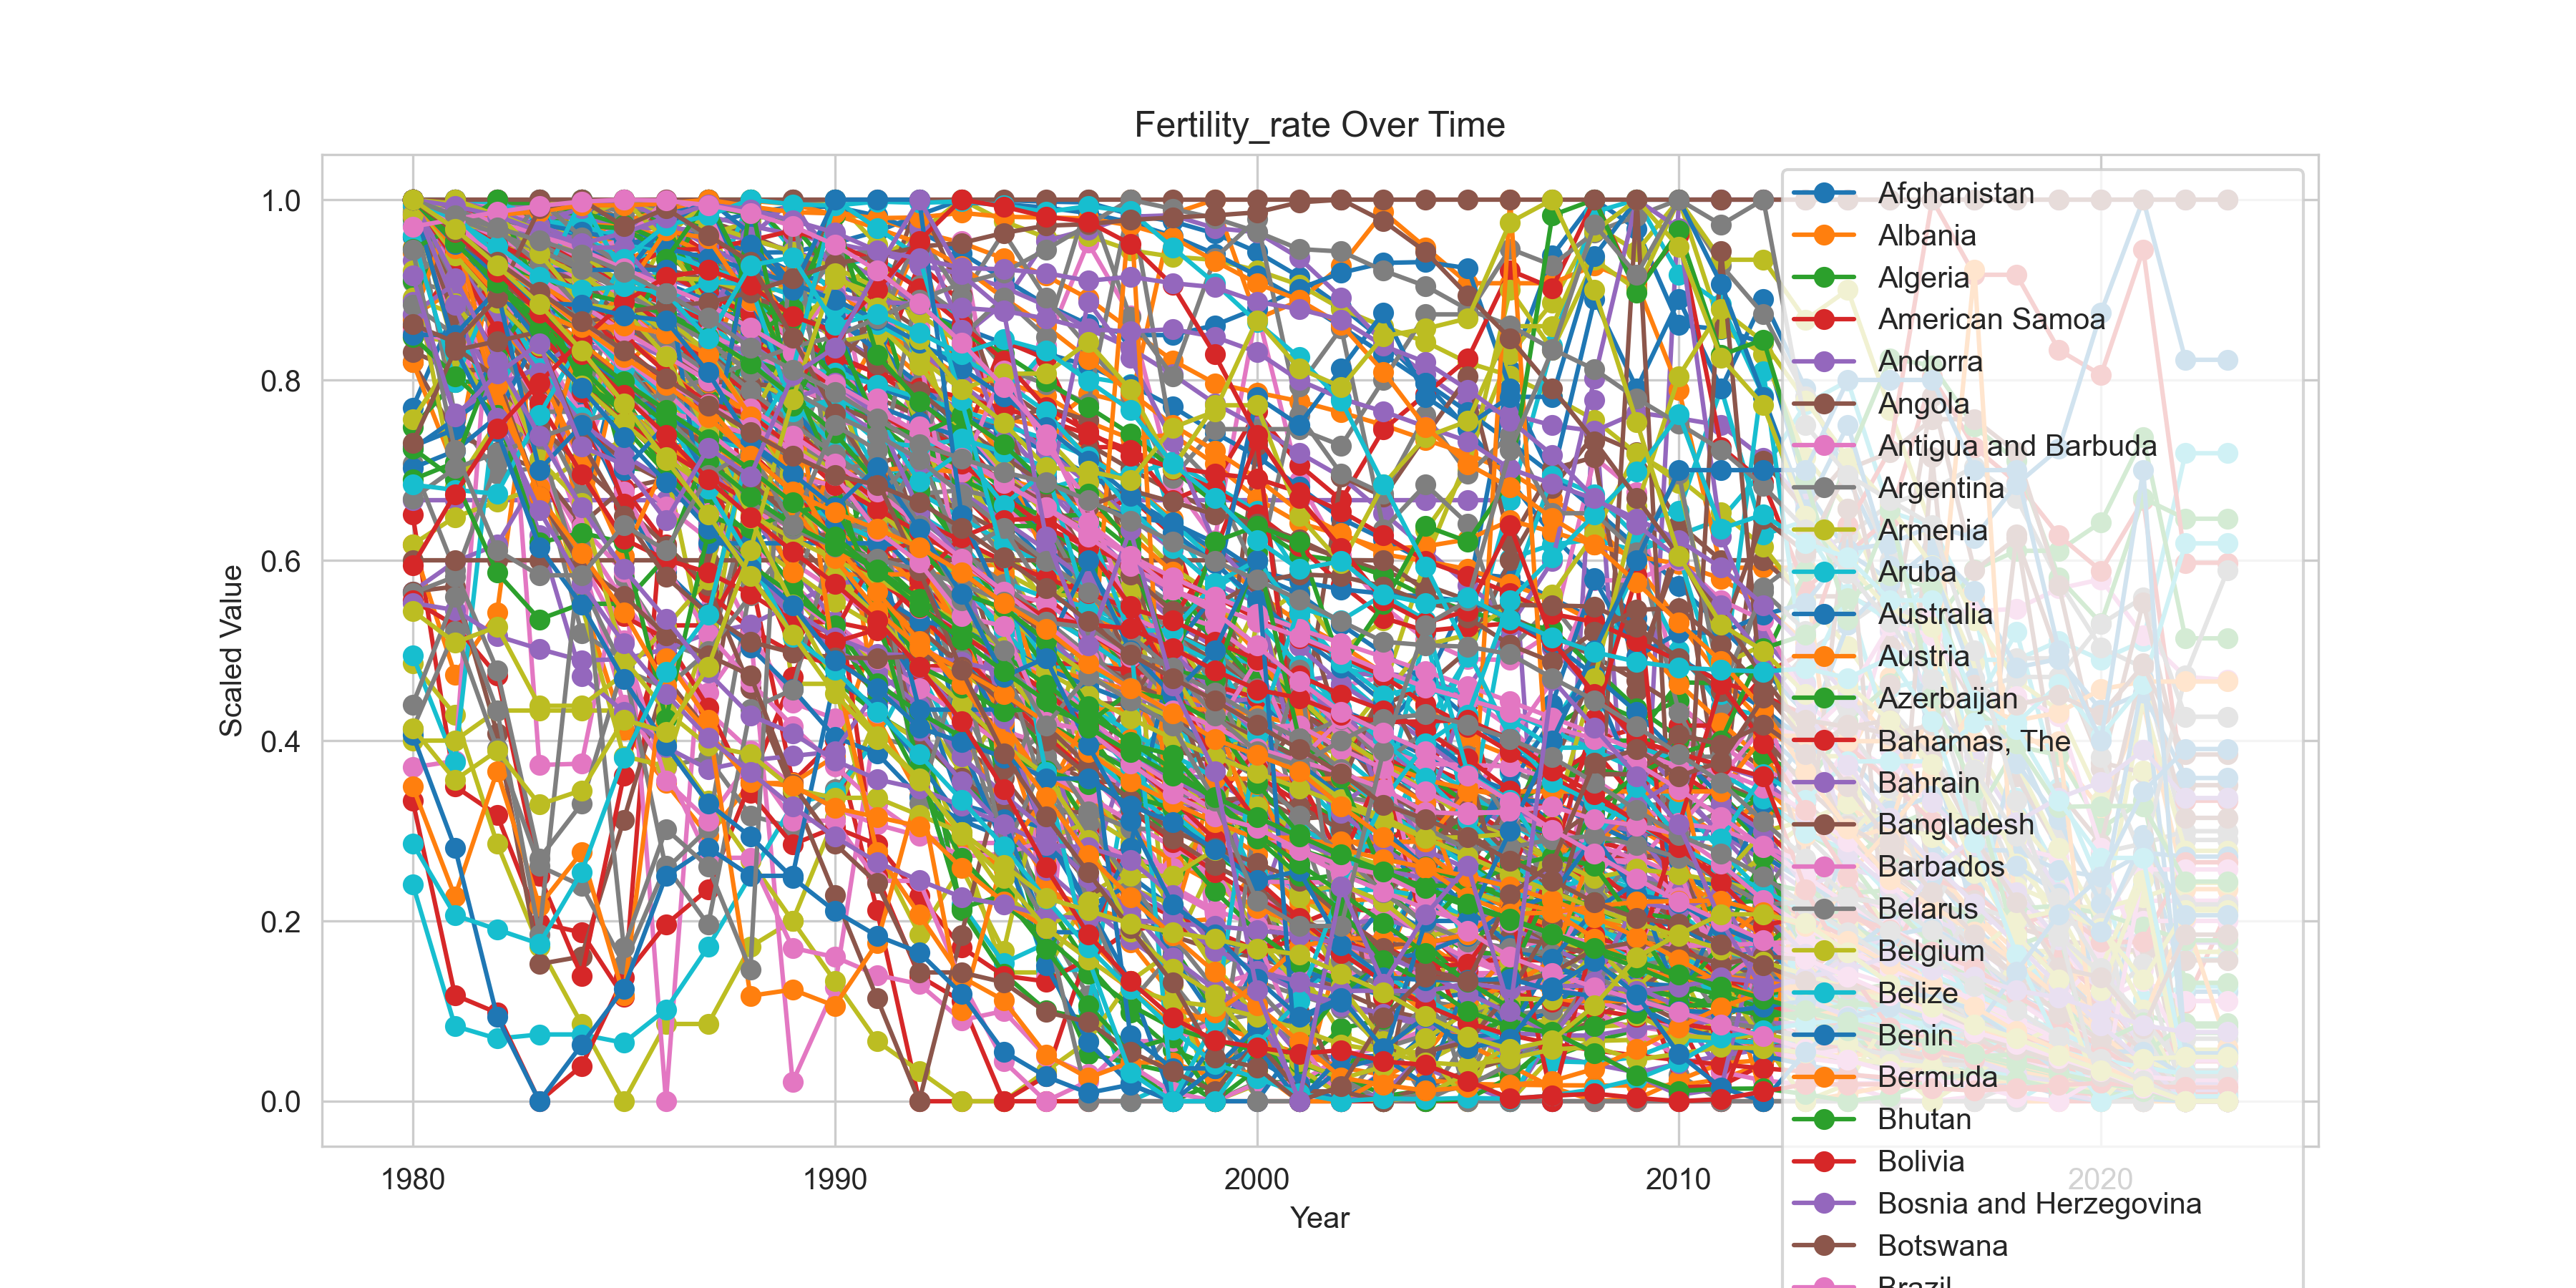 Fertility_rate Over Time
1.0
0.8
0.6
0.4
0.2
0.0
Scaled Value
1980
1990
2000
2010
2020
Year
Afghanistan
Albania
Algeria
American Samoa
Andorra
Angola
Antigua and Barbuda
Argentina
Armenia
Aruba
Australia
Austria
Azerbaijan
Bahamas, The
Bahrain
Bangladesh
Barbados
Belarus
Belgium
Belize
Benin
Bermuda
Bhutan
Bolivia
Bosnia and Herzegovina
Botswana
Brazil